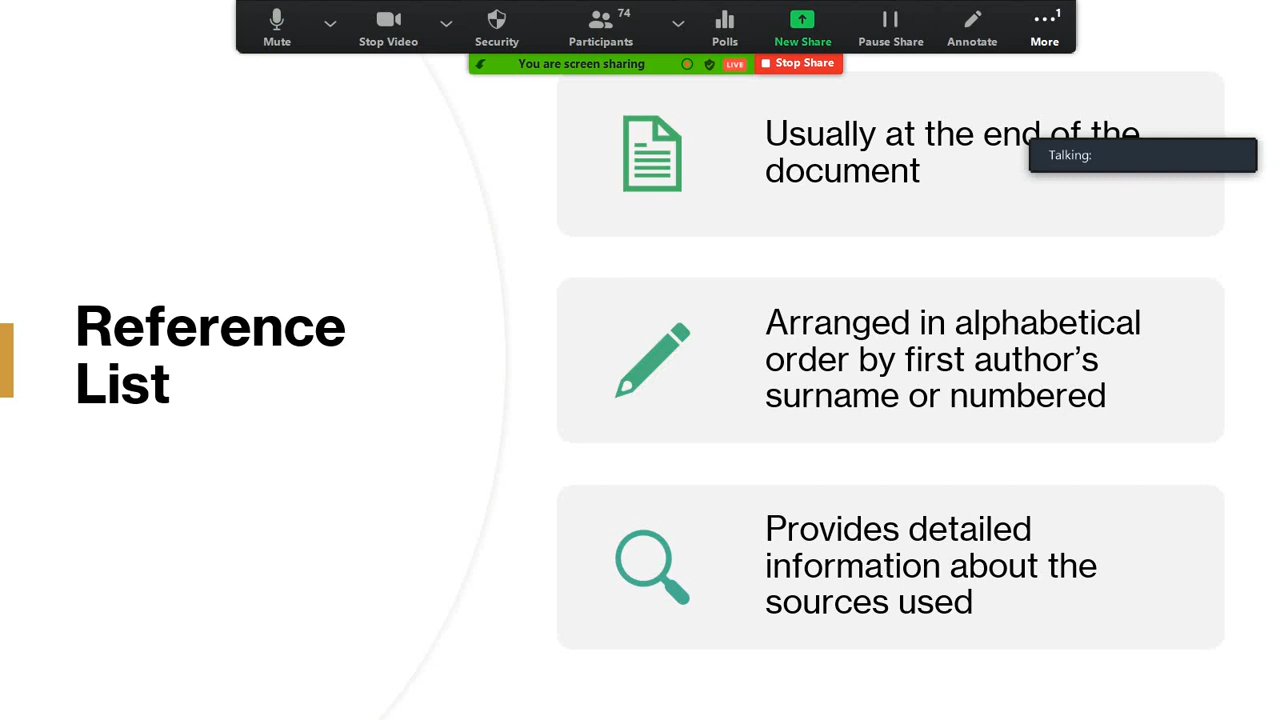 Mute
Stop Video
Security
Participants
74
Polls
New Share
Pause Share
Annotate
More
1
You are screen sharing
LIVE
Stop Share
Talking:
Reference
List
Usually at the end of the
document
Arranged in alphabetical
order by first author’s
surname or numbered
Provides detailed
information about the
sources used